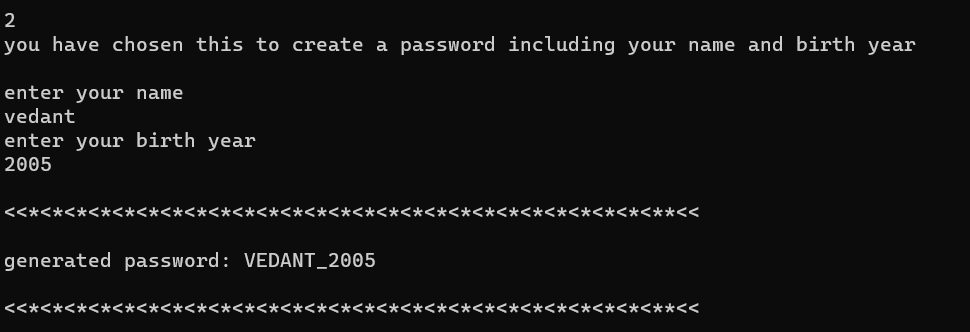 2
you have chosen this to create a password including your name and birth year
enter your name
vedant
enter your birth year
2005
<<*<*<*<*<*<*<*<*<*<*<*<*<*<*<*<*<*<*<*<*<*<*<*<*<*<*<**<<
generated password: VEDANT_2005
<<*<*<*<*<*<*<*<*<*<*<*<*<*<*<*<*<*<*<*<*<*<*<*<*<*<*<**<<